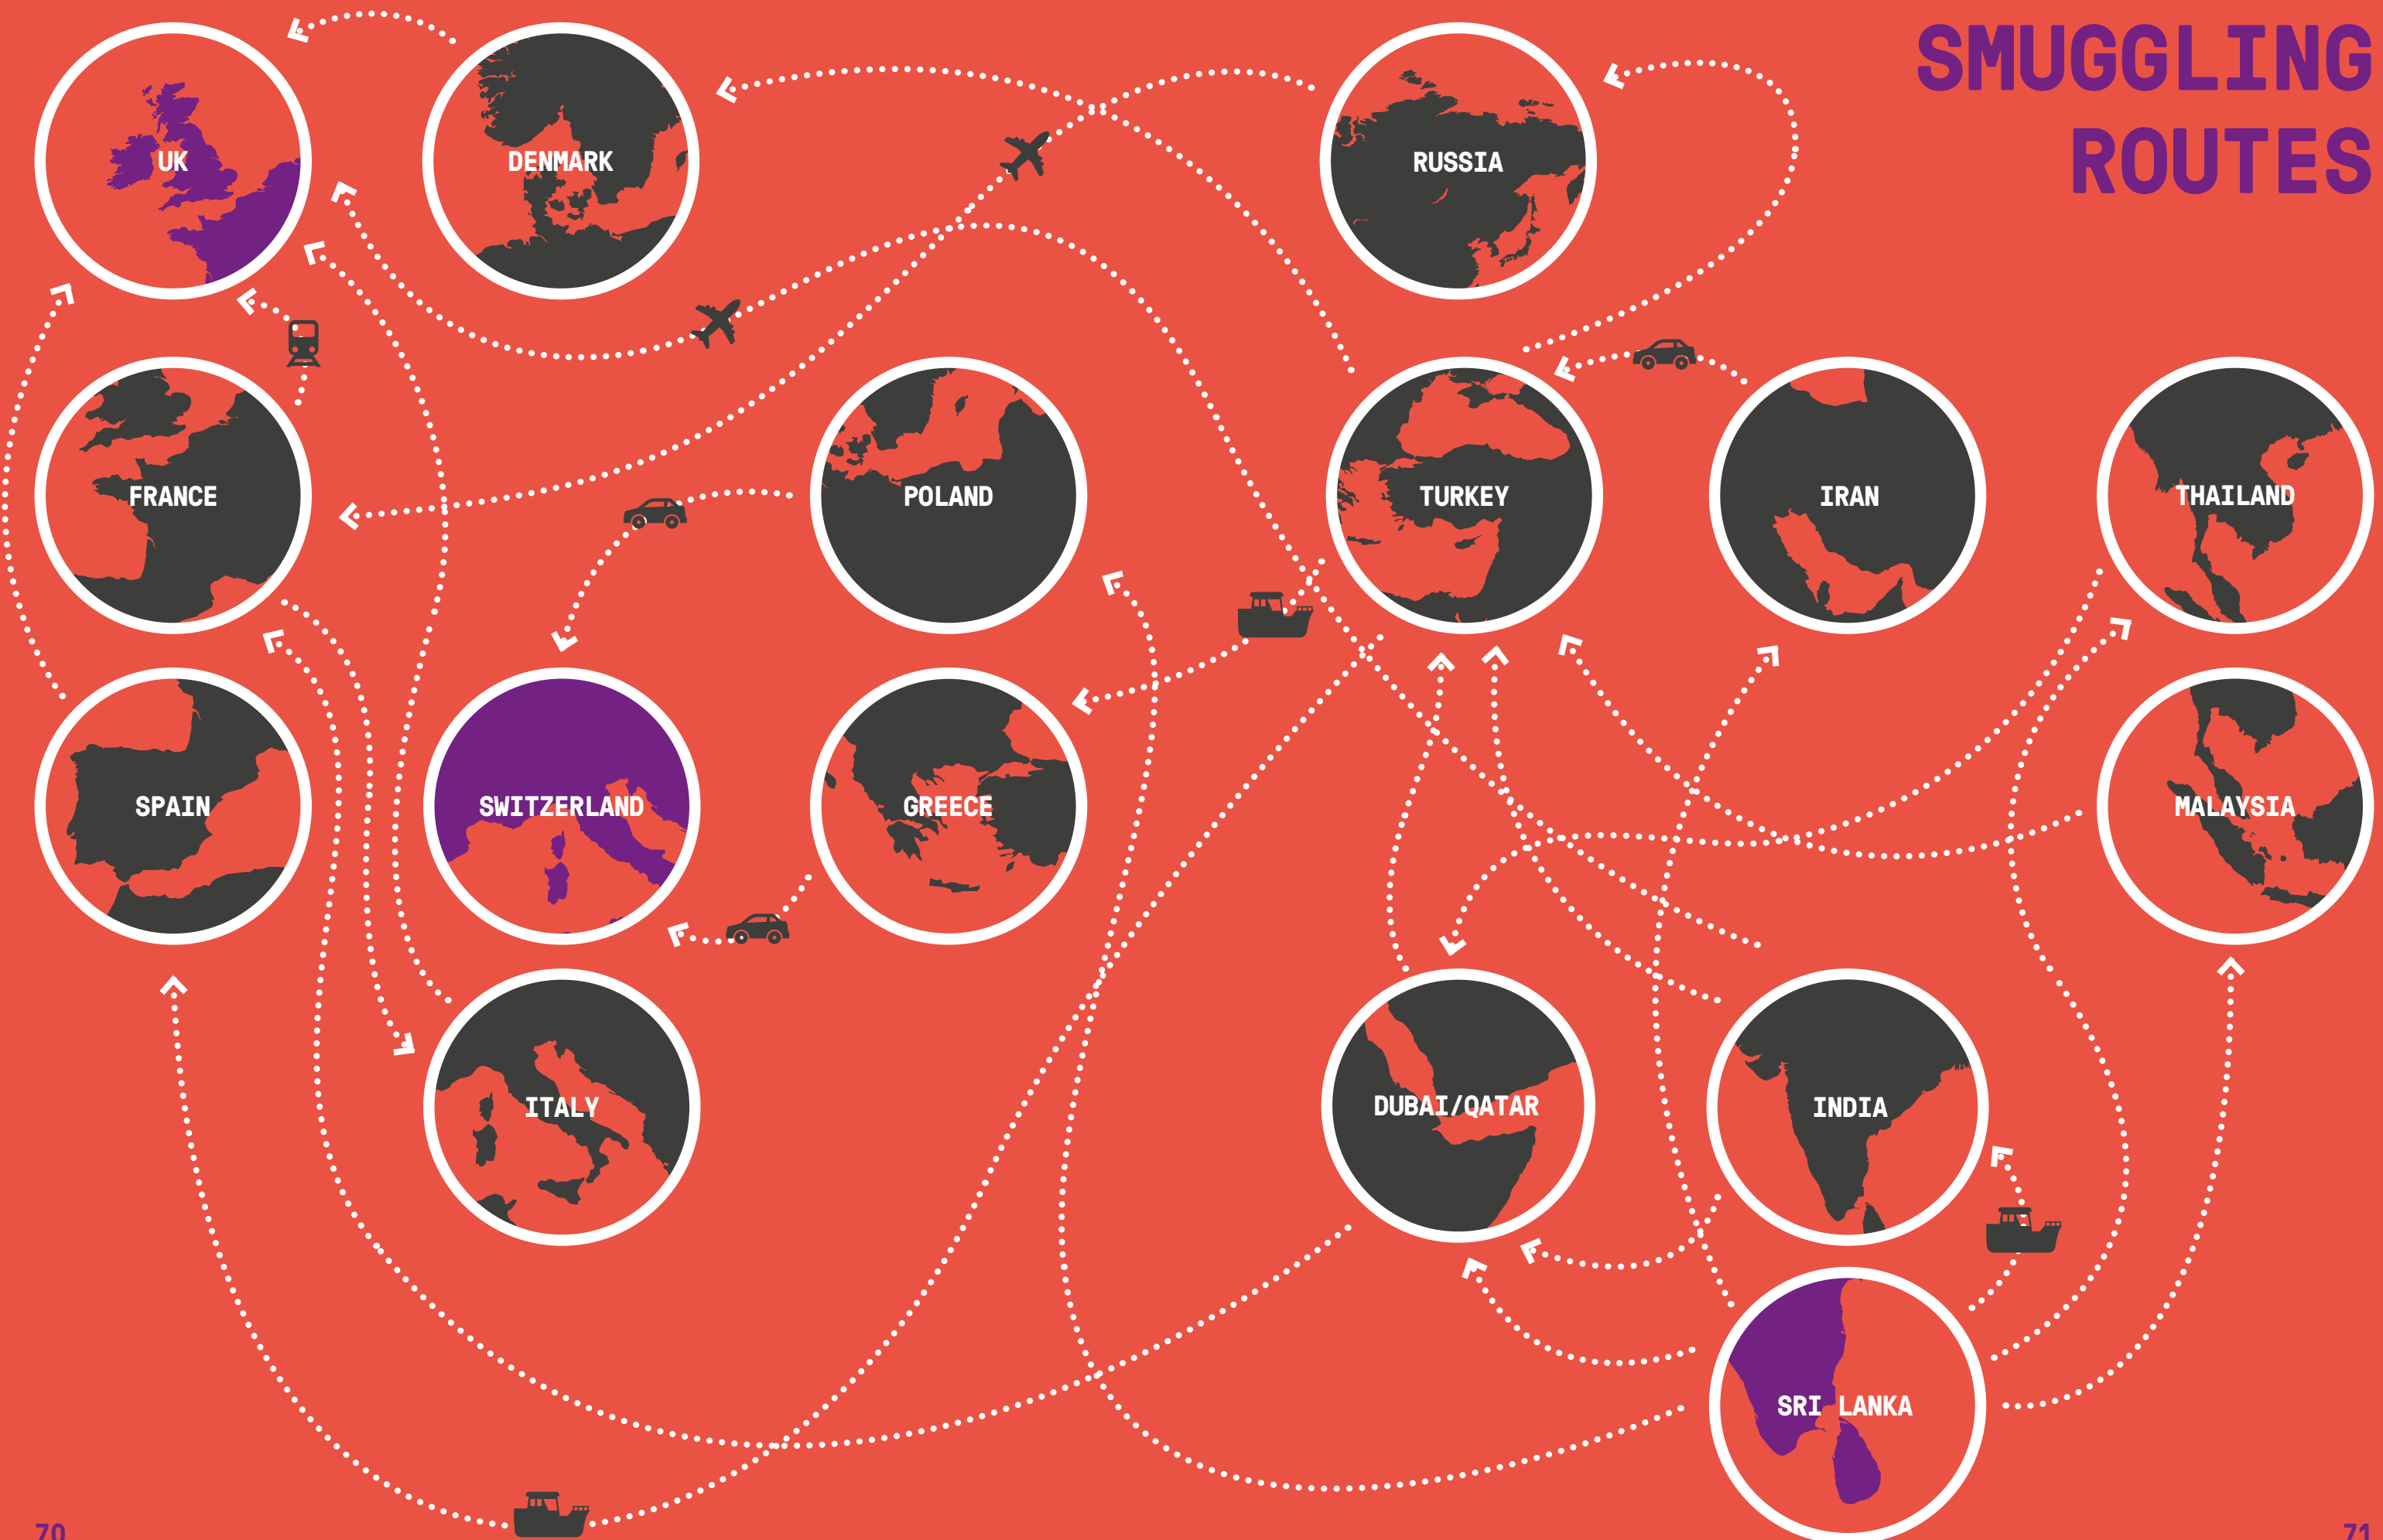 SMUGGLING
ROUTES
UK
DENMARK
RUSSIA
FRANCE
POLAND
TURKEY
IRAN
THAILAND
SPAIN
SWITZERLAND
GREECE
MALAYSIA
ITALY
DUBAI/QATAR
INDIA
SRI LANKA
70
71